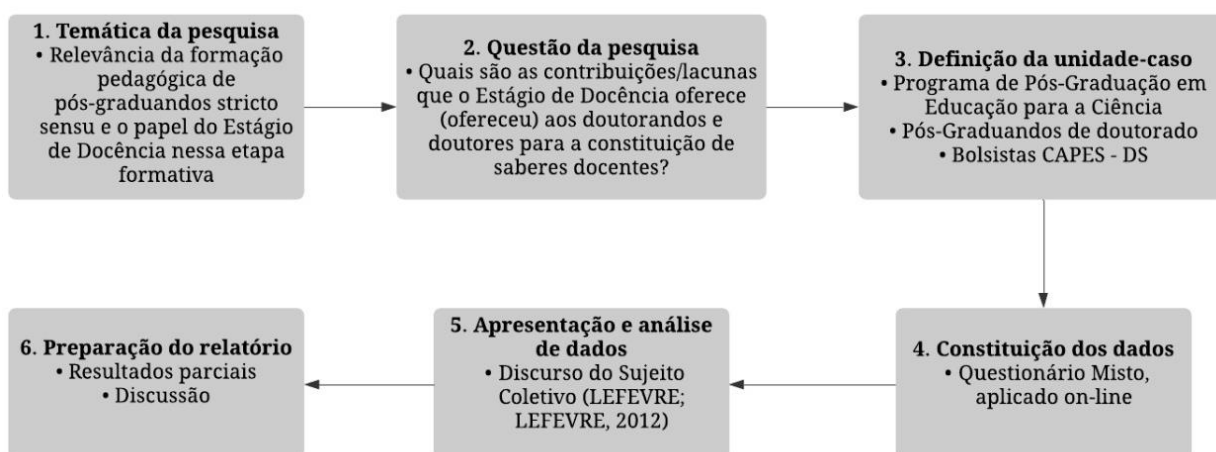 1. Temática da pesquisa
• Relevância da formação
pedagógica de
pós-graduandos stricto
sensu e o papel do Estágio
de Docência nessa etapa
formativa
2. Questão da pesquisa
• Quais são as contribuições/lacunas
que o Estágio de Docência oferece
(ofereceu) aos doutorandos e
doutores para a constituição de
saberes docentes?
3. Definição da unidade-caso
• Programa de Pós-Graduação em
Educação para a Ciência
• Pós-Graduandos de doutorado
• Bolsistas CAPES - DS
4. Constituição dos dados
• Questionário Misto,
aplicado on-line
5. Apresentação e análise
de dados
• Discurso do Sujeito
Coletivo (LEFEVRE;
LEFEVRE, 2012)
6. Preparação do relatório
• Resultados parciais
• Discussão